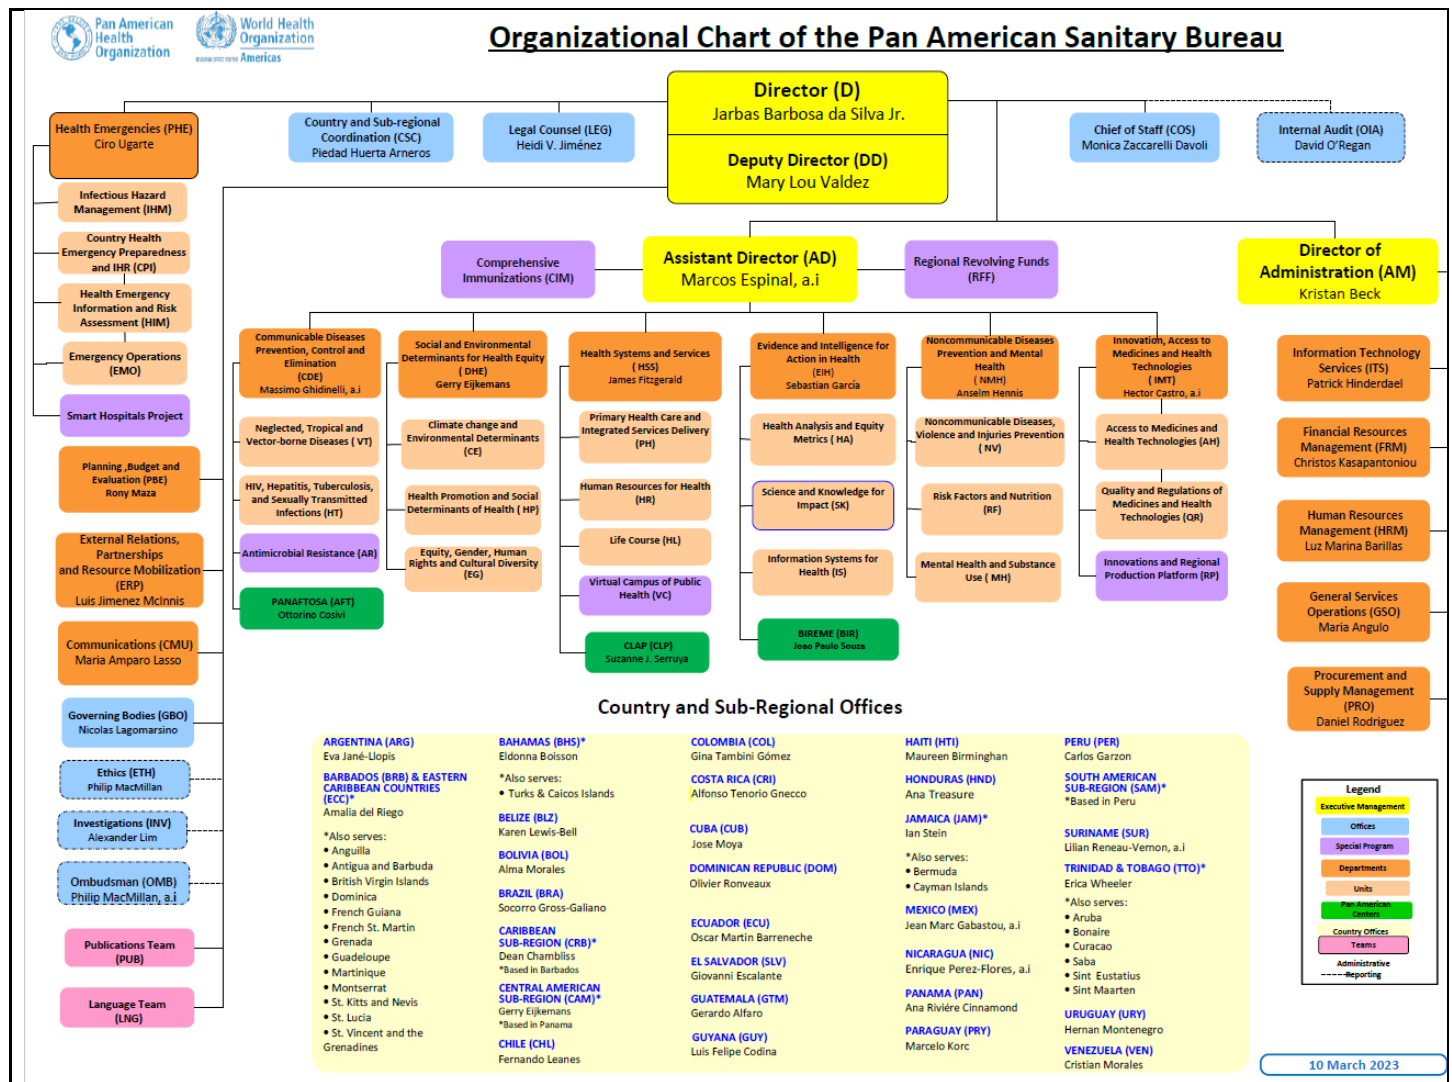 Pan American
Health
Organization
World Health
Organization
REGIONAL OFFICE FOR THE Americas
Organizational Chart of the Pan American Sanitary Bureau
Director (D)
Jarbas Barbosa da Silva Jr.
Deputy Director (DD)
Mary Lou Valdez
Health Emergencies (PHE)
Ciro Ugarte
Country and Sub-regional
Coordination (CSC)
Piedad Huerta Arneros
Legal Counsel (LEG)
Heidi V. Jiménez
Chief of Staff (COS)
Monica Zaccarelli Davoli
Internal Audit (OIA)
David O'Regan
Infectious Hazard
Management (IHM)
Country Health
Emergency Preparedness
and IHR (CPI)
Health Emergency
Information and Risk
Assessment (HIM)
Emergency Operations
(EMO)
Smart Hospitals Project
Planning ,Budget and
Evaluation (PBE)
Rony Maza
External Relations,
Partnerships
and Resource Mobilization
(ERP)
Luis Jimenez McInnis
Communications (CMU)
Maria Amparo Lasso
Governing Bodies (GBO)
Nicolas Lagomarsino
Ethics (ETH)
Philip MacMillan
Investigations (INV)
Alexander Lim
Ombudsman (OMB)
Philip MacMillan, a.i
Publications Team
(PUB)
Language Team
(LNG)
Comprehensive
Immunizations (CIM)
Assistant Director (AD)
Marcos Espinal, a.i
Regional Revolving Funds
(RFF)
Director of
Administration (AM)
Kristan Beck
Communicable Diseases
Prevention, Control and
Elimination
(CDE)
Massimo Ghidinelli, a.i
Neglected, Tropical and
Vector-borne Diseases ( VT)
HIV, Hepatitis, Tuberculosis,
and Sexually Transmitted
Infections (HT)
Antimicrobial Resistance (AR)
PANAFTOSA (AFT)
Ottorino Cosivi
Social and Environmental
Determinants for Health Equity
( DHE)
Gerry Eijkemans
Climate change and
Environmental Determinants
(CE)
Health Promotion and Social
Determinants of Health ( HP)
Equity, Gender, Human
Rights and Cultural Diversity
(EG)
Health Systems and Services
( HSS)
James Fitzgerald
Primary Health Care and
Integrated Services Delivery
(PH)
Human Resources for Health
(HR)
Life Course (HL)
Virtual Campus of Public
Health (VC)
CLAP (CLP)
Suzanne J. Serruya
Evidence and Intelligence for
Action in Health
(EIH)
Sebastian García
Health Analysis and Equity
Metrics ( HA)
Science and Knowledge for
Impact (SK)
Information Systems for
Health (IS)
BIREME (BIR)
Joao Paulo Souza
Noncommunicable Diseases
Prevention and Mental
Health
( NMH)
Anselm Hennis
Noncommunicable Diseases,
Violence and Injuries Prevention
( NV)
Risk Factors and Nutrition
(RF)
Mental Health and Substance
Use ( MH)
Innovation, Access to
Medicines and Health
Technologies
( IMT)
Hector Castro, a.i
Access to Medicines and
Health Technologies (AH)
Quality and Regulations of
Medicines and Health
Technologies (QR)
Innovations and Regional
Production Platform (RP)
Information Technology
Services (ITS)
Patrick Hinderdael
Financial Resources
Management (FRM)
Christos Kasapantoniou
Human Resources
Management (HRM)
Luz Marina Barillas
General Services
Operations (GSO)
Maria Angulo
Procurement and
Supply Management
(PRO)
Daniel Rodriguez
Country and Sub-Regional Offices
ARGENTINA (ARG)
Eva Jané-Llopis
BARBADOS (BRB) & EASTERN
CARIBBEAN COUNTRIES
(ECC)*
Amalia del Riego
*Also serves:
• Anguilla
• Antigua and Barbuda
• British Virgin Islands
• Dominica
• French Guiana
• French St. Martin
• Grenada
• Guadeloupe
• Martinique
• Montserrat
• St. Kitts and Nevis
• St. Lucia
• St. Vincent and the
Grenadines
BAHAMAS (BHS)*
Eldonna Boisson
*Also serves:
• Turks & Caicos Islands
BELIZE (BLZ)
Karen Lewis-Bell
BOLIVIA (BOL)
Alma Morales
BRAZIL (BRA)
Socorro Gross-Galiano
CARIBBEAN
SUB-REGION (CRB)*
Dean Chambliss
*Based in Barbados
CENTRAL AMERICAN
SUB-REGION (CAM)*
Gerry Eijkemans
*Based in Panama
CHILE (CHL)
Fernando Leanes
COLOMBIA (COL)
Gina Tambini Gómez
COSTA RICA (CRI)
Alfonso Tenorio Gnecco
CUBA (CUB)
Jose Moya
DOMINICAN REPUBLIC (DOM)
Olivier Ronveaux
ECUADOR (ECU)
Oscar Martin Barreneche
EL SALVADOR (SLV)
Giovanni Escalante
GUATEMALA (GTM)
Gerardo Alfaro
GUYANA (GUY)
Luis Felipe Codina
HAITI (HTI)
Maureen Birmingham
HONDURAS (HND)
Ana Treasure
JAMAICA (JAM)*
Ian Stein
*Also serves:
• Bermuda
• Cayman Islands
MEXICO (MEX)
Jean Marc Gabastou, a.i
NICARAGUA (NIC)
Enrique Perez-Flores, a.i
PANAMA (PAN)
Ana Riviére Cinnamond
PARAGUAY (PRY)
Marcelo Korc
PERU (PER)
Carlos Garzon
SOUTH AMERICAN
SUB-REGION (SAM)*
*Based in Peru
SURINAME (SUR)
Lilian Reneau-Vernon, a.i
TRINIDAD & TOBAGO (TTO)*
Erica Wheeler
*Also serves:
• Aruba
• Bonaire
• Curacao
• Saba
• Sint Eustatius
• Sint Maarten
URUGUAY (URY)
Hernan Montenegro
VENEZUELA (VEN)
Cristian Morales
Legend
Executive Management
Offices
Special Program
Departments
Units
Pan American
Centers
Country Offices
Teams
Administrative
Reporting
10 March 2023